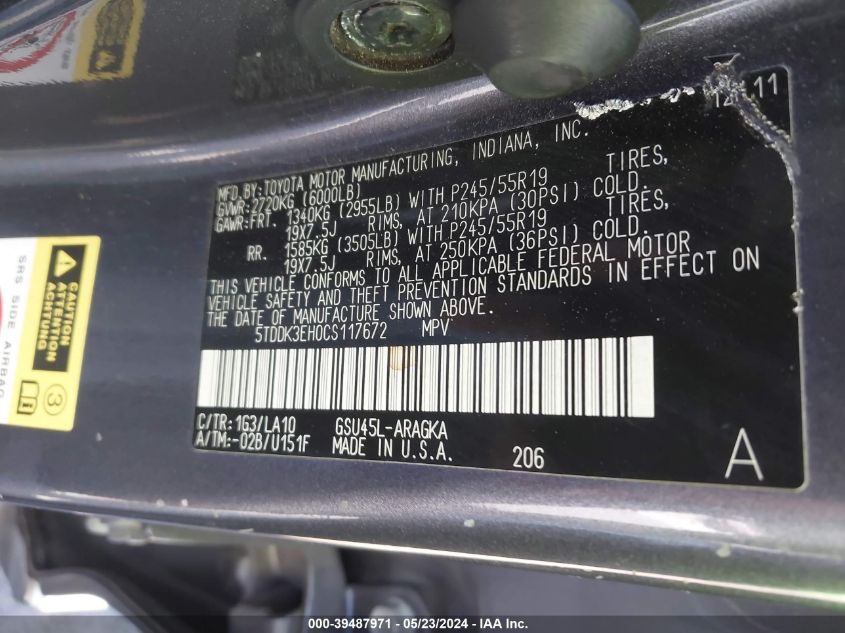 12/11
MFD.BY:TOYOTA MOTOR MANUFACTURING, INDIANA, INC.
GVWR:2720KG (6000LB)
GAWR:FRT. 1340KG (2955LB) WITH P245/55R19 TIRES,
19X7.5J RIMS, AT 210KPA (30PSI) COLD.
RR. 1585KG (3505LB) WITH P245/55R19 TIRES,
19X7.5J RIMS, AT 250KPA (36PSI) COLD.
THIS VEHICLE CONFORMS TO ALL APPLICABLE FEDERAL MOTOR
VEHICLE SAFETY AND THEFT PREVENTION STANDARDS IN EFFECT ON
THE DATE OF MANUFACTURE SHOWN ABOVE.
5TDDK3EH0CS117672 MPV
C/TR: 1G3/LA10 GSU45L-ARAGKA
A/TM:-02B/U151F MADE IN U.S.A. 206
A
CAUTION
ATTENTION
SRS SIDE AIRBAG
3
000-39487971 - 05/23/2024 - IAA Inc.